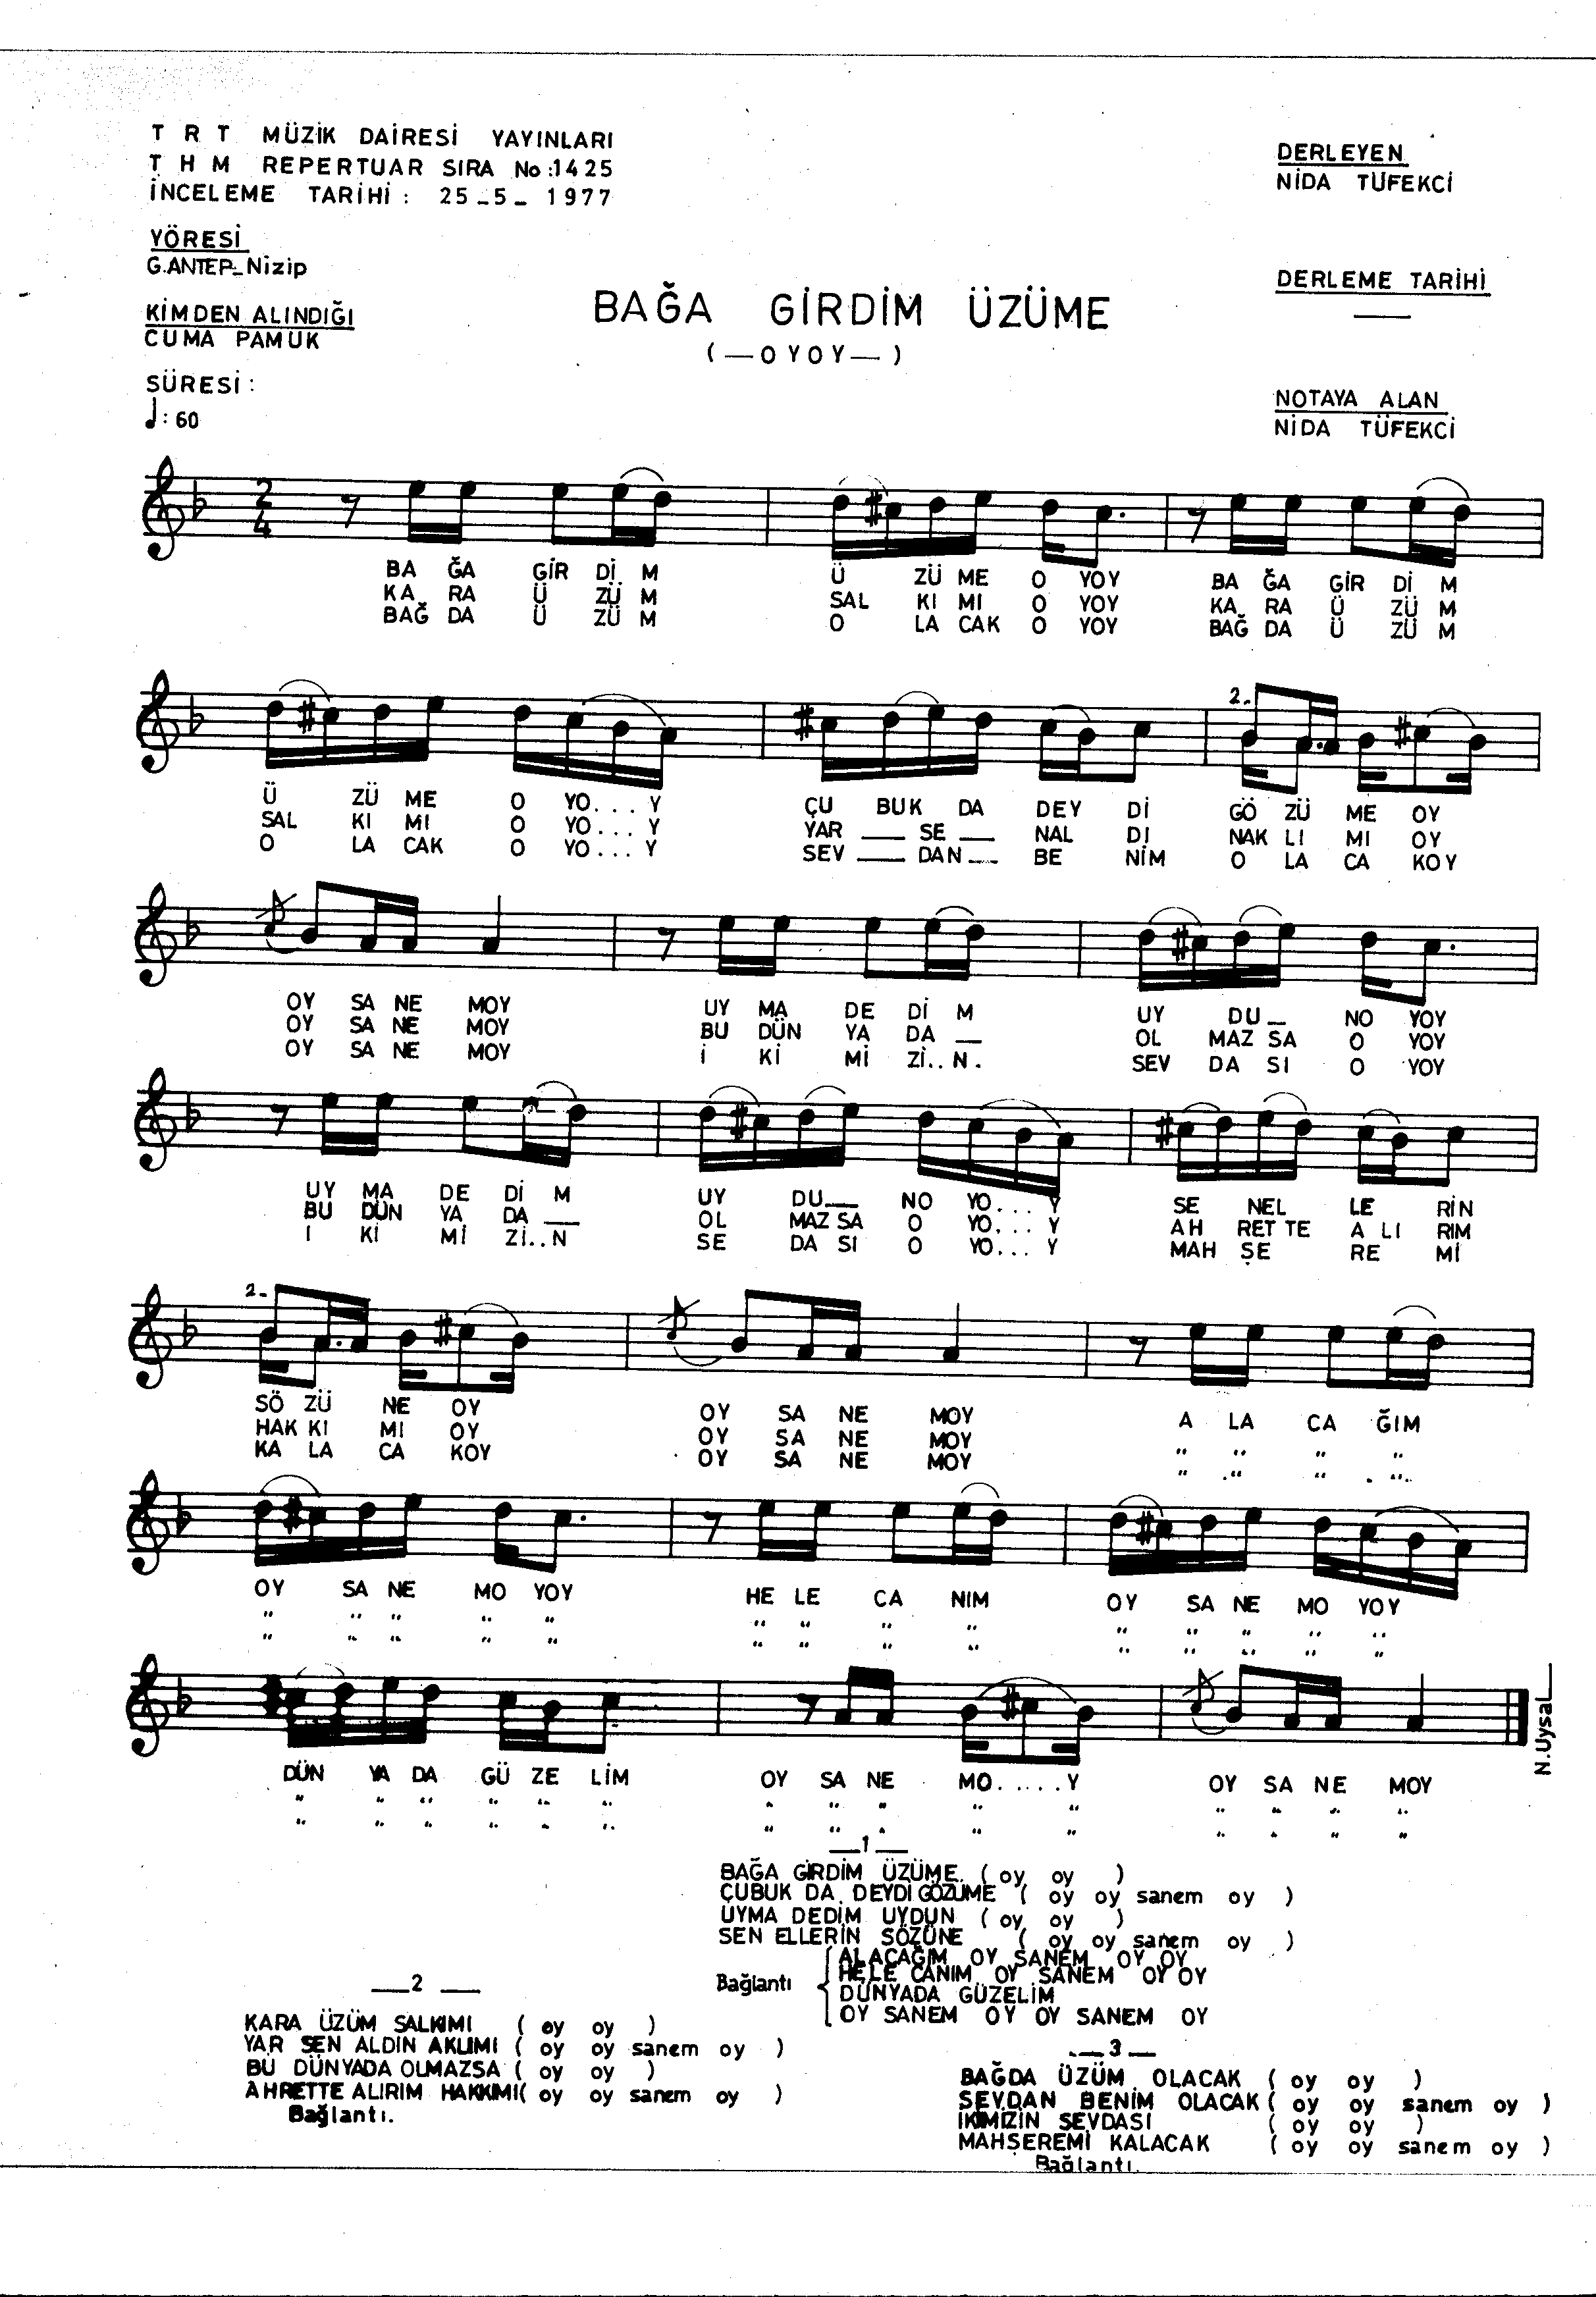 T R T MÜZİK DAİRESİ YAYINLARI
T H M REPERTUAR SIRA No:1425
İNCELEME TARİHİ : 25_5_ 1977
DERLEYEN
NİDA TÜFEKCİ
YÖRESİ
G.ANTEP_Nizip
DERLEME TARİHİ
KİMDEN ALINDIĞI
CUMA PAMUK
BAĞA GİRDİM ÜZÜME
(—OYOY—)
SÜRESİ :
♩: 60
NOTAYA ALAN
NİDA TÜFEKCİ
2
4
BA ĞA GİR Dİ M Ü ZÜ ME O YOY BA ĞA GİR Dİ M
KA RA Ü ZÜ M SAL KI MI O YOY KA RA Ü ZÜ M
BAĞ DA Ü ZÜ M O LA CAK O YOY BAĞ DA Ü ZÜ M
2.
Ü ZÜ ME O YO...Y ÇU BUK DA DEY Dİ GÖ ZÜ ME OY
SAL KI MI O YO...Y YAR — SE — NAL DI NAK LI MI OY
O LA CAK O YO...Y SEV — DAN — BE NİM O LA CA KOY
OY SA NE MOY UY MA DE Dİ M UY DU _ NO YOY
OY SA NE MOY BU DÜN YA DA — OL MAZ SA O YOY
OY SA NE MOY İ Kİ Mİ Zİ..N. SEV DA SI O YOY
UY MA DE Dİ M UY DU— NO YO...Y SE NEL LE RİN
BU DÜN YA DA — OL MAZ SA O YO...Y AH RET TE A LI RIM
I Kİ Mİ Zİ..N SE DA SI O YO...Y MAH ŞE RE Mİ
2.
SÖ ZÜ NE OY OY SA NE MOY A LA CA ĞIM
HAK KI MI OY OY SA NE MOY " " " "
KA LA CA KOY OY SA NE MOY " " " "
OY SA NE MO YOY HE LE CA NIM OY SA NE MO YOY
" " " " " " " " " " " " " "
" " " " " " " " " " " " " "
DÜN YA DA GÜ ZE LİM OY SA NE MO.....Y OY SA NE MOY
" " " " " " " " " " " " " " "
" " " " " " " " " " " " " " "
N.Uysal
—1—
BAĞA GİRDİM ÜZÜME. ( oy oy )
ÇUBUK DA DEYDİ GÖZÜME ( oy oy sanem oy )
UYMA DEDİM UYDUN ( oy oy )
SEN ELLERİN SÖZÜNE ( oy oy sanem oy )
Bağlantı
ALACAĞIM OY SANEM OY OY
HELE CANIM OY SANEM OY OY
DÜNYADA GÜZELİM
OY SANEM OY OY SANEM OY
—2—
KARA ÜZÜM SALKIMI ( oy oy )
YAR SEN ALDIN AKLIMI ( oy oy sanem oy )
BU DÜNYADA OLMAZSA ( oy oy )
AHRETTE ALIRIM HAKKIMI( oy oy sanem oy )
Bağlantı.
—3—
BAĞDA ÜZÜM OLACAK ( oy oy )
SEVDAN BENİM OLACAK ( oy oy sanem oy )
IKIMIZIN SEVDASI ( oy oy )
MAHŞEREMİ KALACAK ( oy oy sanem oy )
Bağlantı.